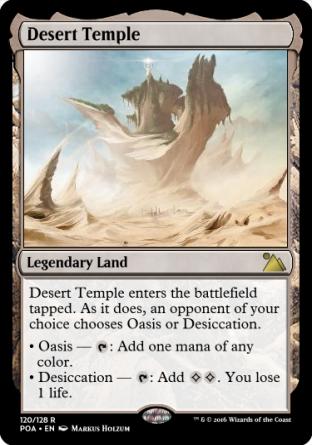 Desert Temple
Legendary Land
Desert Temple enters the battlefield
tapped. As it does, an opponent of your
choice chooses Oasis or Desiccation.
• Oasis — : Add one mana of any
color.
• Desiccation — : Add . You lose
1 life.
120/128 R
POA • EN Markus Holzum
™ & © 2016 Wizards of the Coast